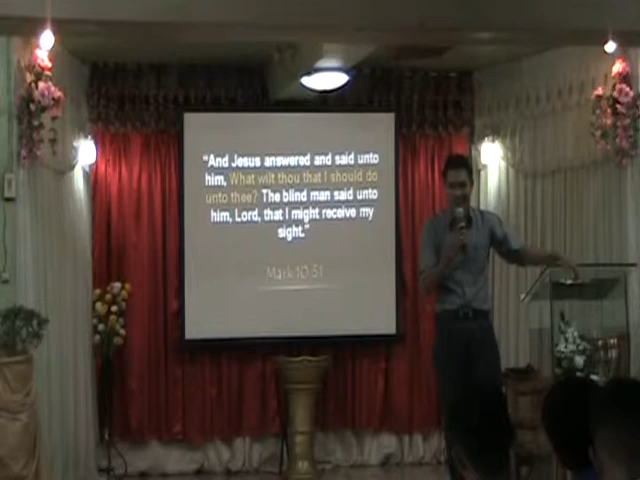 “And Jesus answered and said unto
him, What wilt thou that I should do
unto thee? The blind man said unto
him, Lord, that I might receive my
sight.”
Mark 10:51